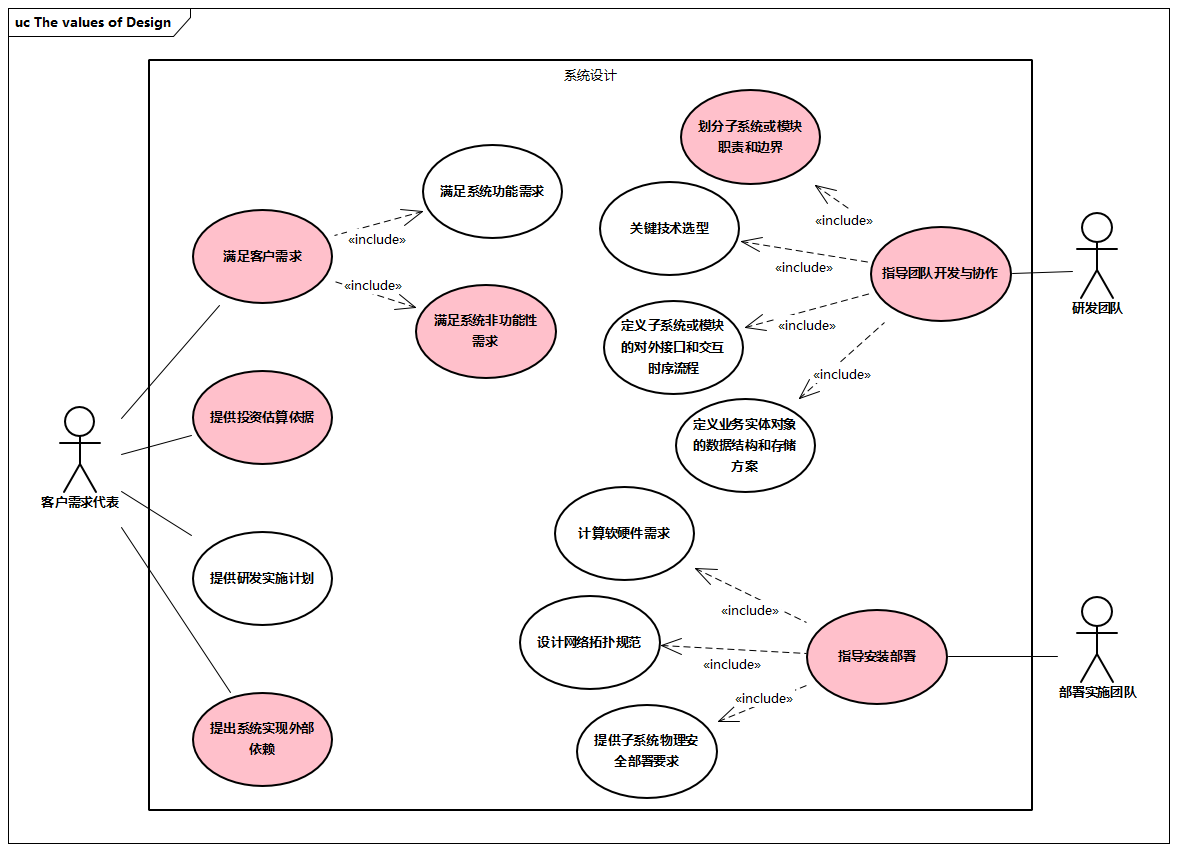 uc The values of Design
系统设计
划分子系统或模块
职责和边界
满足系统功能需求
关键技术选型
«include»
«include»
满足客户需求
«include»
指导团队开发与协作
研发团队
«include»
满足系统非功能性
需求
定义子系统或模块
的对外接口和交互
时序流程
«include»
«include»
提供投资估算依据
定义业务实体对象
的数据结构和存储
方案
客户需求代表
计算软硬件需求
提供研发实施计划
«include»
设计网络拓扑规范
«include»
指导安装部署
部署实施团队
«include»
提出系统实现外部
依赖
提供子系统物理安
全部署要求